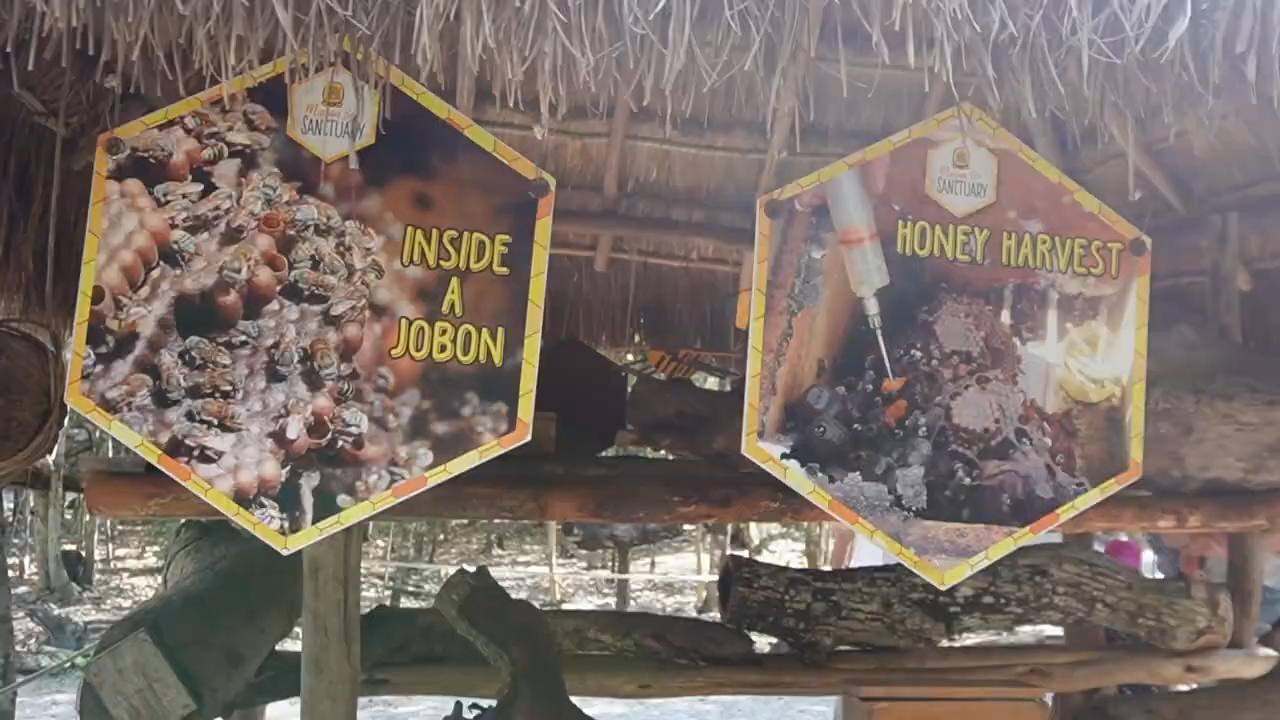 SANCTUARY
INSIDE
A
JOBON
SANCTUARY
HONEY HARVEST